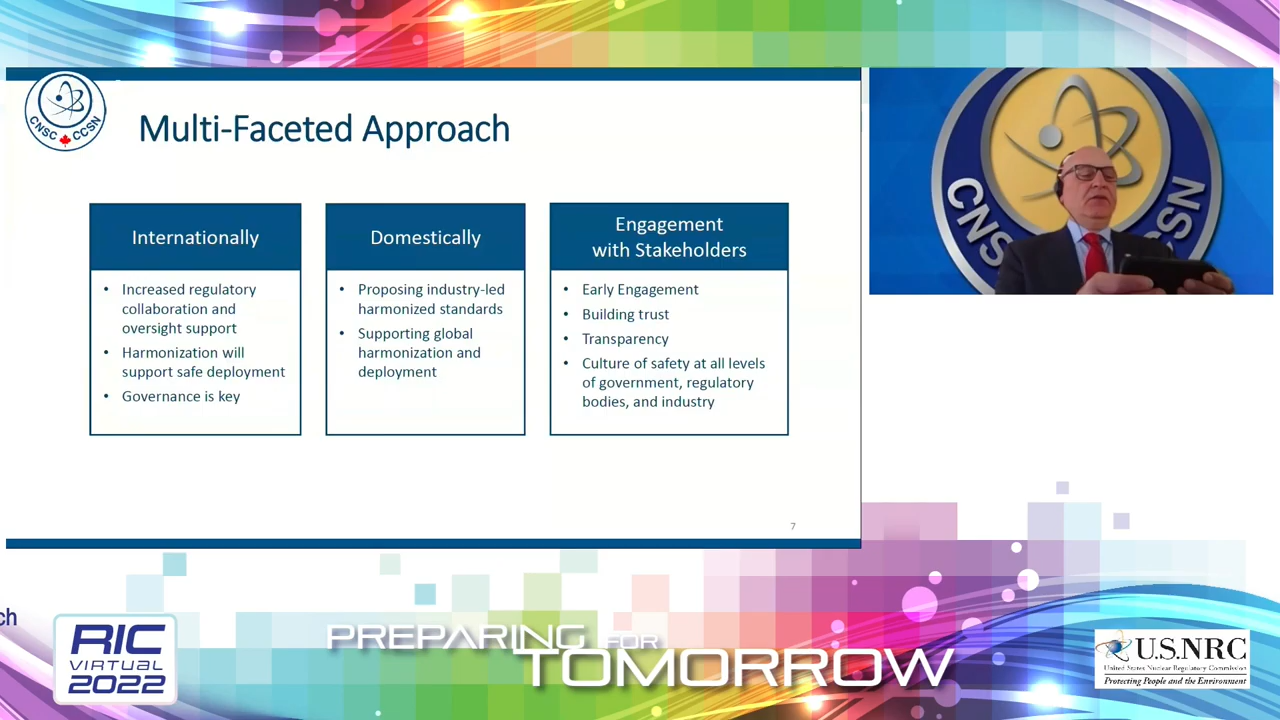 CNSC CCSN
Multi-Faceted Approach
Internationally
• Increased regulatory
collaboration and
oversight support
• Harmonization will
support safe deployment
• Governance is key
Domestically
• Proposing industry-led
harmonized standards
• Supporting global
harmonization and
deployment
Engagement
with Stakeholders
• Early Engagement
• Building trust
• Transparency
• Culture of safety at all levels
of government, regulatory
bodies, and industry
7
CNSC CCSN
ch
RIC
VIRTUAL
2022
PREPARING FOR
TOMORROW
U.S.NRC
United States Nuclear Regulatory Commission
Protecting People and the Environment